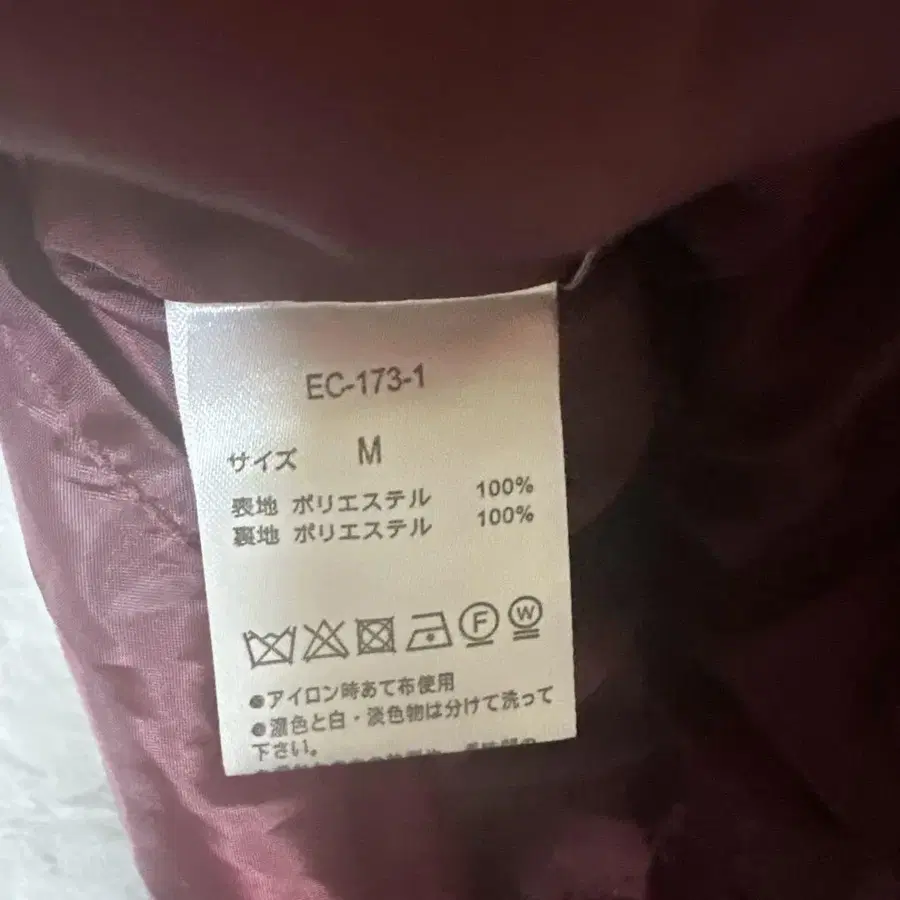 EC-173-1
サイズ M
表地 ポリエステル 100%
裏地 ポリエステル 100%
F W
●アイロン時あて布使用
●濃色と白・淡色物は分けて洗って
下さい。